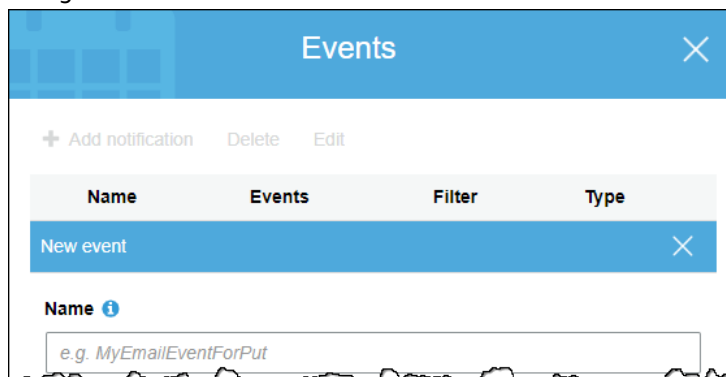 Events
+ Add notification Delete Edit
Name Events Filter Type
New event
Name
e.g. MyEmailEventForPut